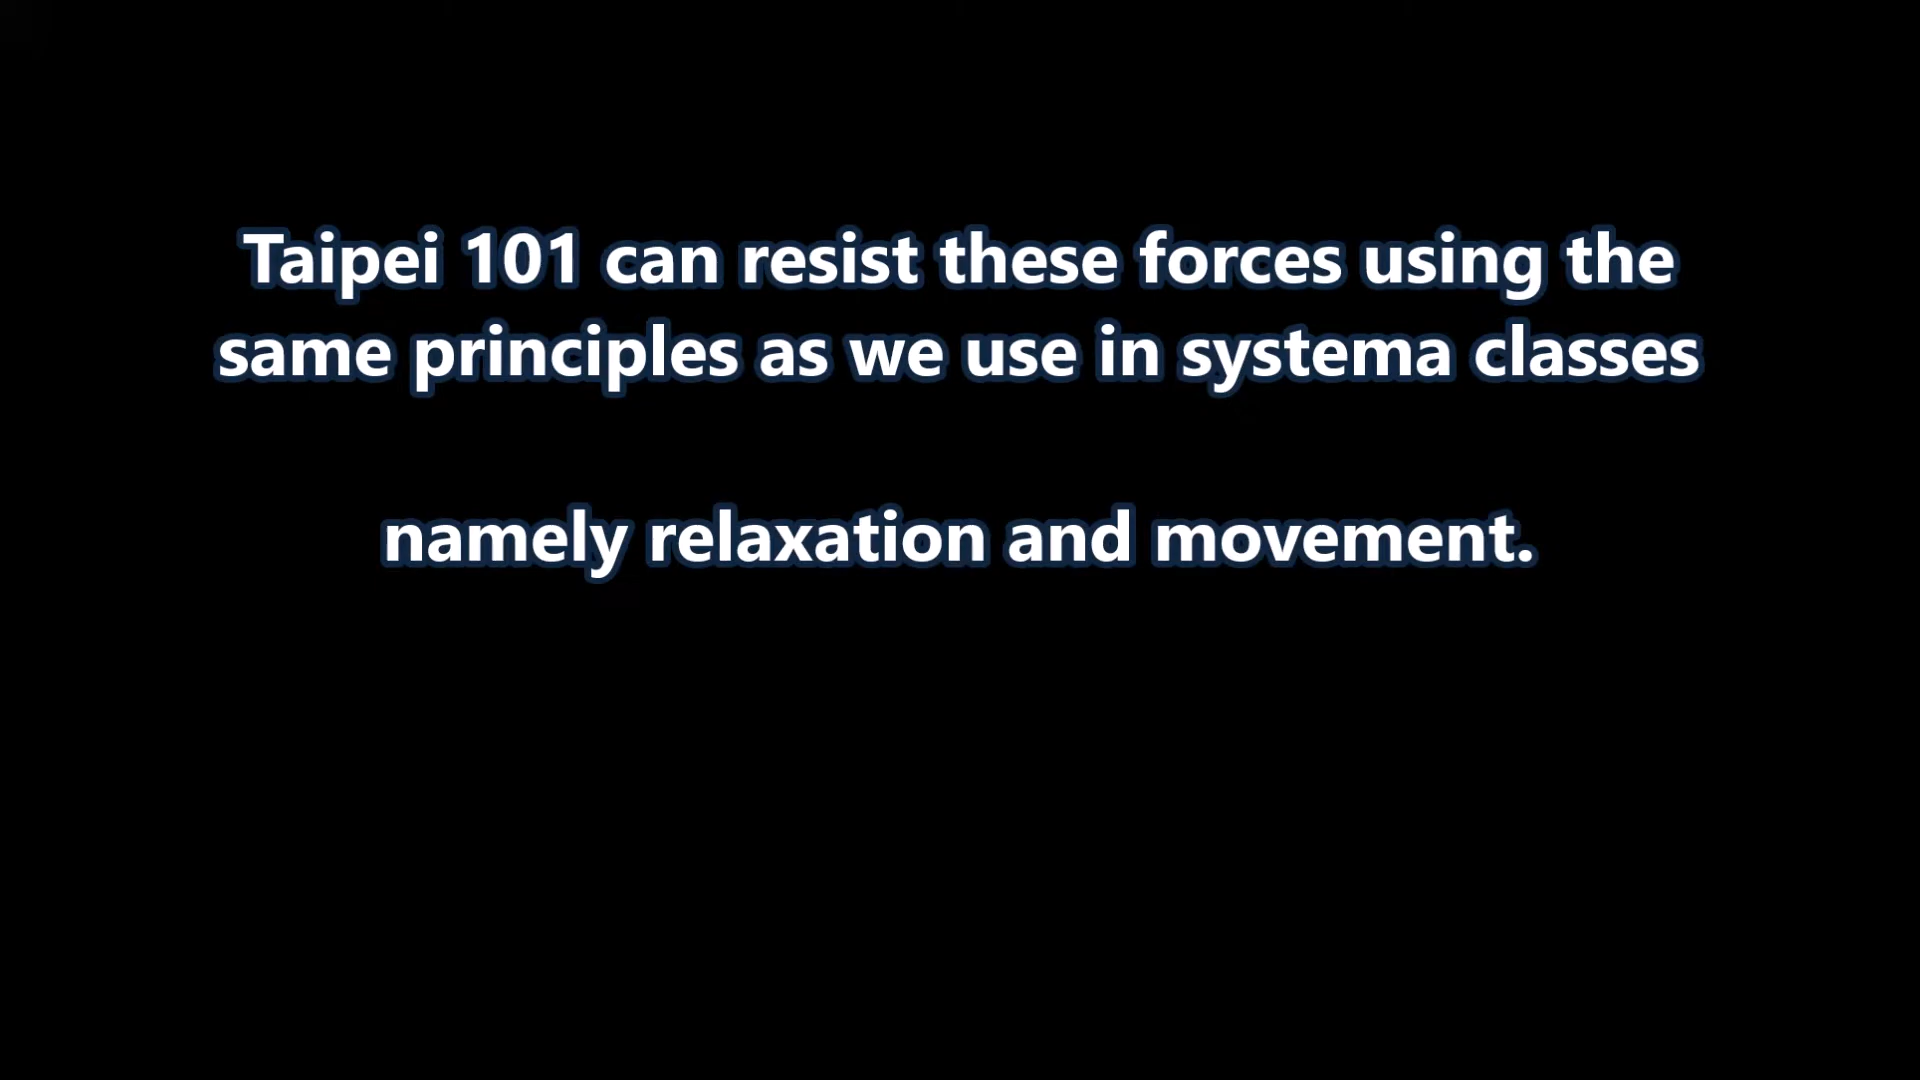 Taipei 101 can resist these forces using the
same principles as we use in systema classes
namely relaxation and movement.